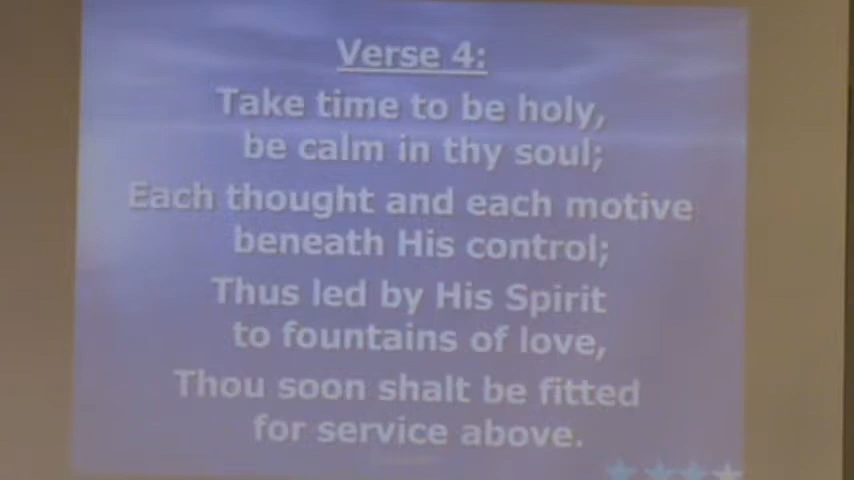 Verse 4:
Take time to be holy,
be calm in thy soul;
Each thought and each motive
beneath His control;
Thus led by His Spirit
to fountains of love,
Thou soon shalt be fitted
for service above.